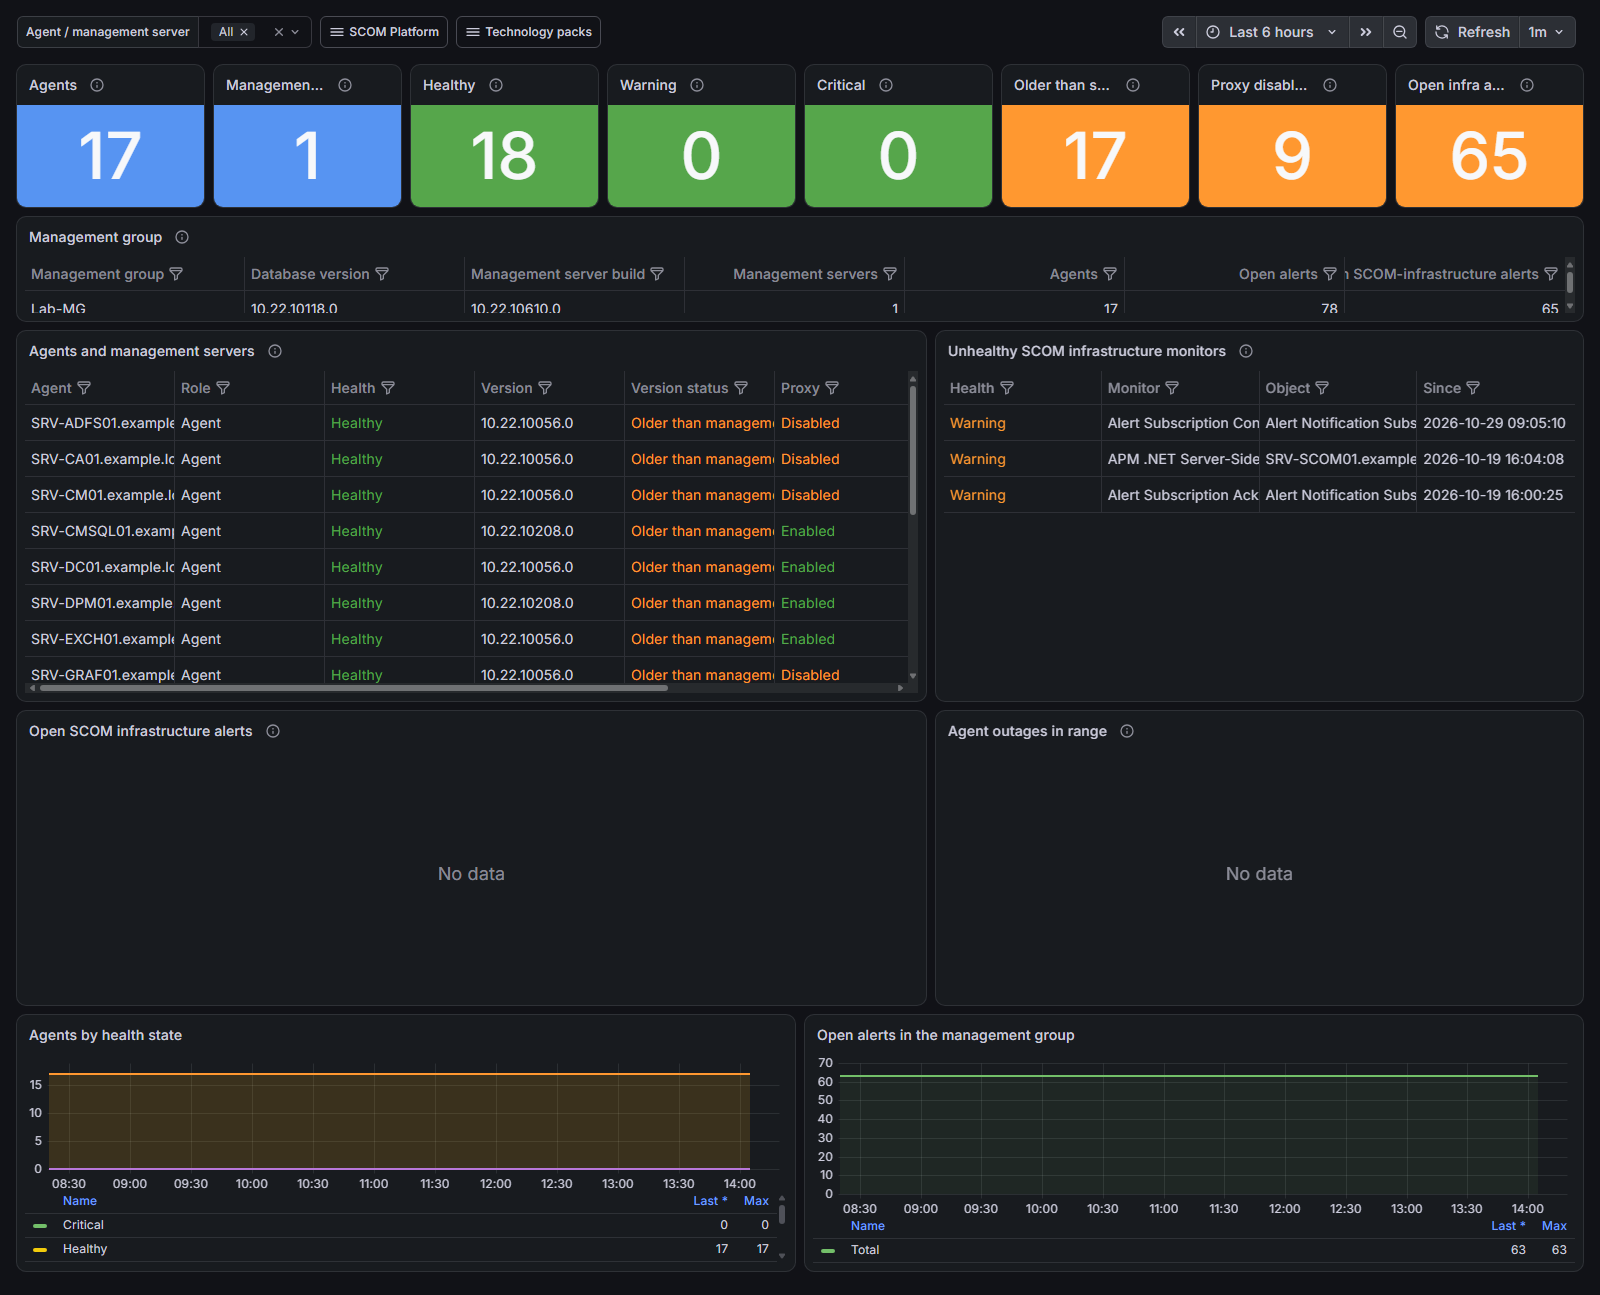 Agent / management server All SCOM Platform Technology packs Last 6 hours Refresh 1m
Agents Managemen... Healthy Warning Critical Older than s... Proxy disabl... Open infra a...
17 1 18 0 0 17 9 65
Management group
Management group Database version Management server build Management servers Agents Open alerts SCOM-infrastructure alerts
Lab-MG 10.22.10118.0 10.22.10610.0 1 17 78 65
Agents and management servers
Agent Role Health Version Version status Proxy
SRV-ADFS01.example Agent Healthy 10.22.10056.0 Older than managem Disabled
SRV-CA01.example.lo Agent Healthy 10.22.10056.0 Older than managem Disabled
SRV-CM01.example.lo Agent Healthy 10.22.10056.0 Older than managem Disabled
SRV-CMSQL01.examp Agent Healthy 10.22.10208.0 Older than managem Enabled
SRV-DC01.example.lo Agent Healthy 10.22.10056.0 Older than managem Enabled
SRV-DPM01.example Agent Healthy 10.22.10208.0 Older than managem Enabled
SRV-EXCH01.example Agent Healthy 10.22.10056.0 Older than managem Enabled
SRV-GRAF01.example Agent Healthy 10.22.10056.0 Older than managem Disabled
Unhealthy SCOM infrastructure monitors
Health Monitor Object Since
Warning Alert Subscription Con Alert Notification Subs 2026-10-29 09:05:10
Warning APM .NET Server-Side SRV-SCOM01.example 2026-10-19 16:04:08
Warning Alert Subscription Ack Alert Notification Subs 2026-10-19 16:00:25
Open SCOM infrastructure alerts
No data
Agent outages in range
No data
Agents by health state
15
10
5
0
08:30 09:00 09:30 10:00 10:30 11:00 11:30 12:00 12:30 13:00 13:30 14:00
Name Last * Max
Critical 0 0
Healthy 17 17
Open alerts in the management group
70
60
50
40
30
20
10
0
08:30 09:00 09:30 10:00 10:30 11:00 11:30 12:00 12:30 13:00 13:30 14:00
Name Last * Max
Total 63 63